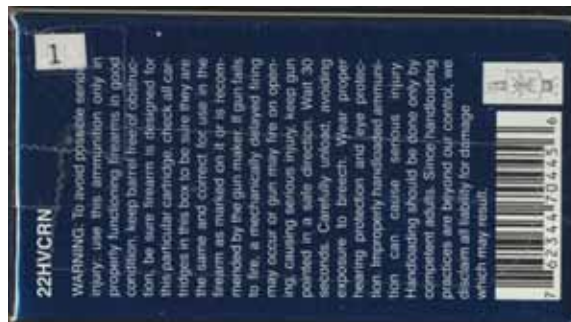 1
22HVCRN
WARNING: To avoid possible serious
injury, use this ammunition only in
properly functioning firearms in good
condition, keep barrel free of obstruc-
tion, be sure firearm is designed for
this particular cartridge, check all car-
tridges in this box to be sure they are
the same and correct for use in the
firearm as marked on it or is recom-
mended by the gun maker. If gun fails
to fire, a mechanically delayed firing
may occur or gun may fire on open-
ing, causing serious injury, keep gun
pointed in a safe direction. Wait 30
seconds. Carefully unload, avoiding
exposure to breech. Wear proper
hearing protection and eye protec-
tion. Improperly handloaded ammuni-
tion can cause serious injury.
Handloading should be done only by
competent adults. Since handloading
practices are beyond our control, we
disclaim all liability for damage
which may result.
7 62344 70445 6